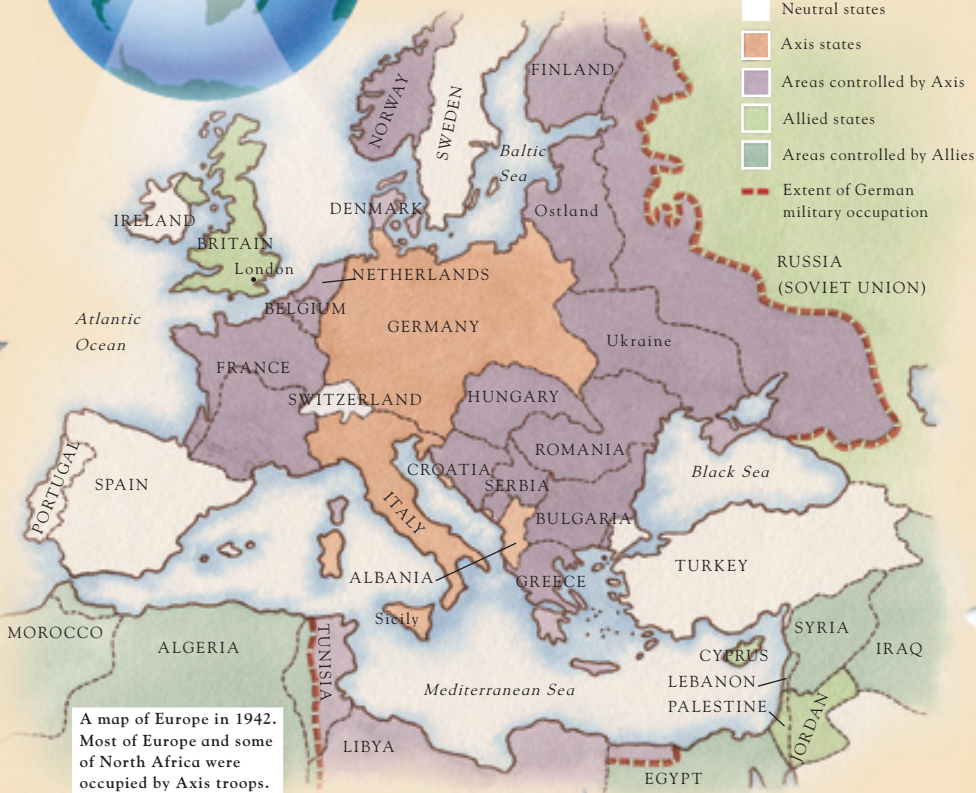 Neutral states
Axis states
Areas controlled by Axis
Allied states
Areas controlled by Allies
Extent of German
military occupation
FINLAND
NORWAY
SWEDEN
Baltic
Sea
DENMARK
Ostland
IRELAND
BRITAIN
London
NETHERLANDS
BELGIUM
GERMANY
RUSSIA
(SOVIET UNION)
Atlantic
Ocean
FRANCE
Ukraine
SWITZERLAND
HUNGARY
ROMANIA
CROATIA
SERBIA
Black Sea
PORTUGAL
SPAIN
ITALY
BULGARIA
ALBANIA
GREECE
TURKEY
Sicily
MOROCCO
ALGERIA
TUNISIA
SYRIA
IRAQ
CYPRUS
LEBANON
PALESTINE
JORDAN
Mediterranean Sea
LIBYA
EGYPT
A map of Europe in 1942.
Most of Europe and some
of North Africa were
occupied by Axis troops.